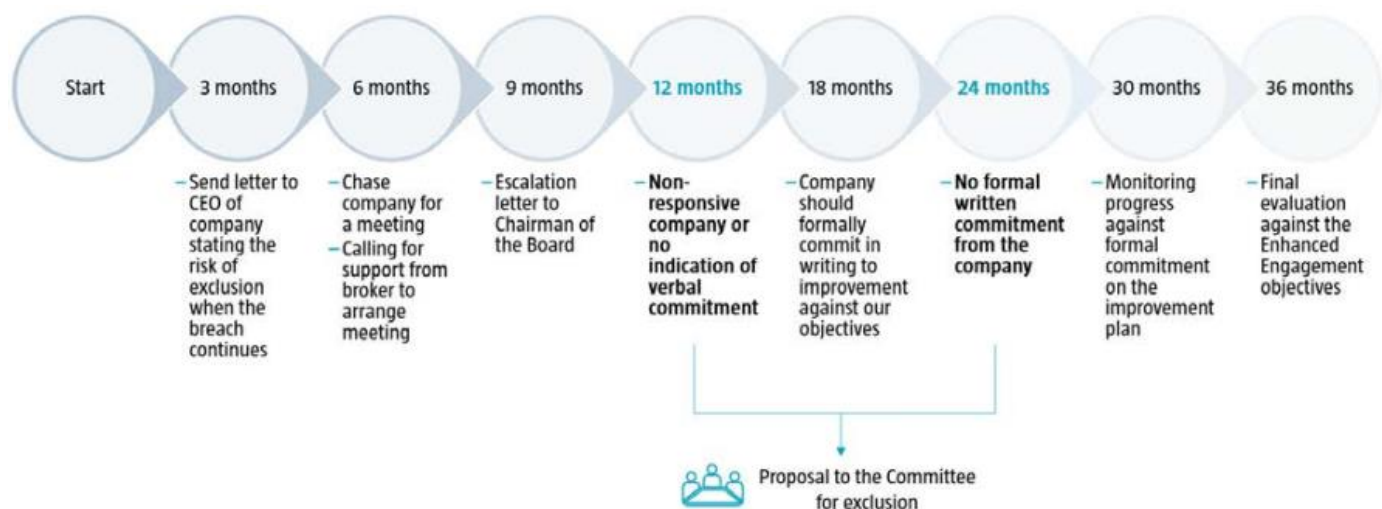 Start
3 months
6 months
9 months
12 months
18 months
24 months
30 months
36 months
– Send letter to
CEO of
company
stating the
risk of
exclusion
when the
breach
continues
– Chase
company for
a meeting
– Calling for
support from
broker to
arrange
meeting
– Escalation
letter to
Chairman of
the Board
– Non-
responsive
company or
no
indication of
verbal
commitment
– Company
should
formally
commit in
writing to
improvement
against our
objectives
– No formal
written
commitment
from the
company
– Monitoring
progress
against
formal
commitment
on the
improvement
plan
– Final
evaluation
against the
Enhanced
Engagement
objectives
Proposal to the Committee
for exclusion